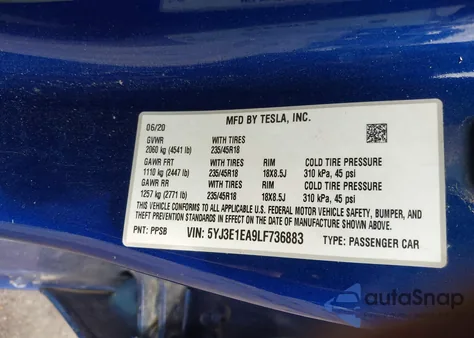 MFD BY TESLA, INC.
06/20
GVWR WITH TIRES
2060 kg (4541 lb) 235/45R18
GAWR FRT WITH TIRES RIM COLD TIRE PRESSURE
1110 kg (2447 lb) 235/45R18 18X8.5J 310 kPa, 45 psi
GAWR RR WITH TIRES RIM COLD TIRE PRESSURE
1257 kg (2771 lb) 235/45R18 18X8.5J 310 kPa, 45 psi
THIS VEHICLE CONFORMS TO ALL APPLICABLE U.S. FEDERAL MOTOR VEHICLE SAFETY, BUMPER, AND
THEFT PREVENTION STANDARDS IN EFFECT ON THE DATE OF MANUFACTURE SHOWN ABOVE.
PNT: PPSB VIN: 5YJ3E1EA9LF736883 TYPE: PASSENGER CAR
autoSnap